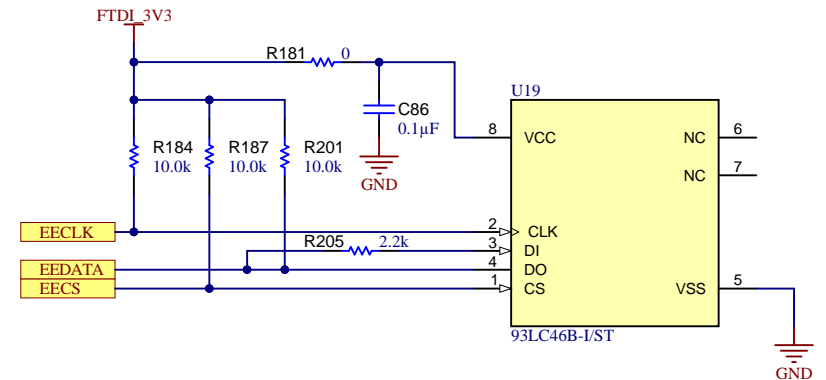 FTDI_3V3
R181 0
U19
C86
0.1µF
8 VCC NC 6
R184 R187 R201
10.0k 10.0k 10.0k
GND
NC 7
EECLK 2 CLK
R205 2.2k 3 DI
EEDATA 4 DO
EECS 1 CS VSS 5
93LC46B-I/ST
GND